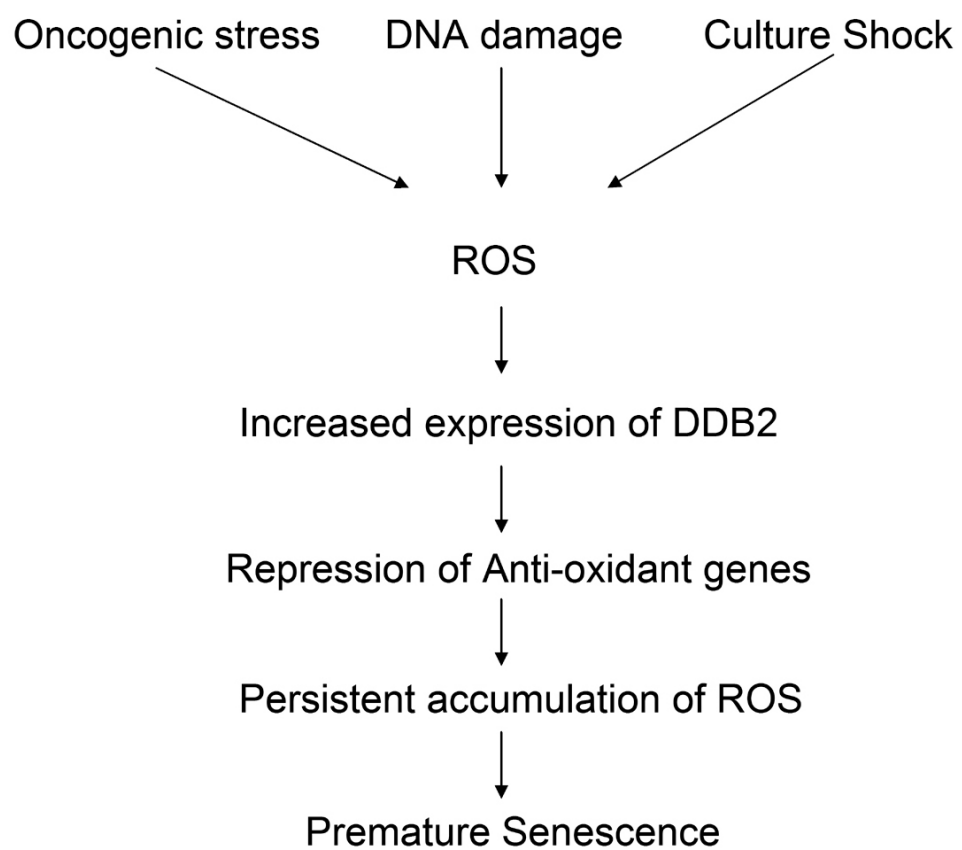 Oncogenic stress DNA damage Culture Shock
ROS
Increased expression of DDB2
Repression of Anti-oxidant genes
Persistent accumulation of ROS
Premature Senescence